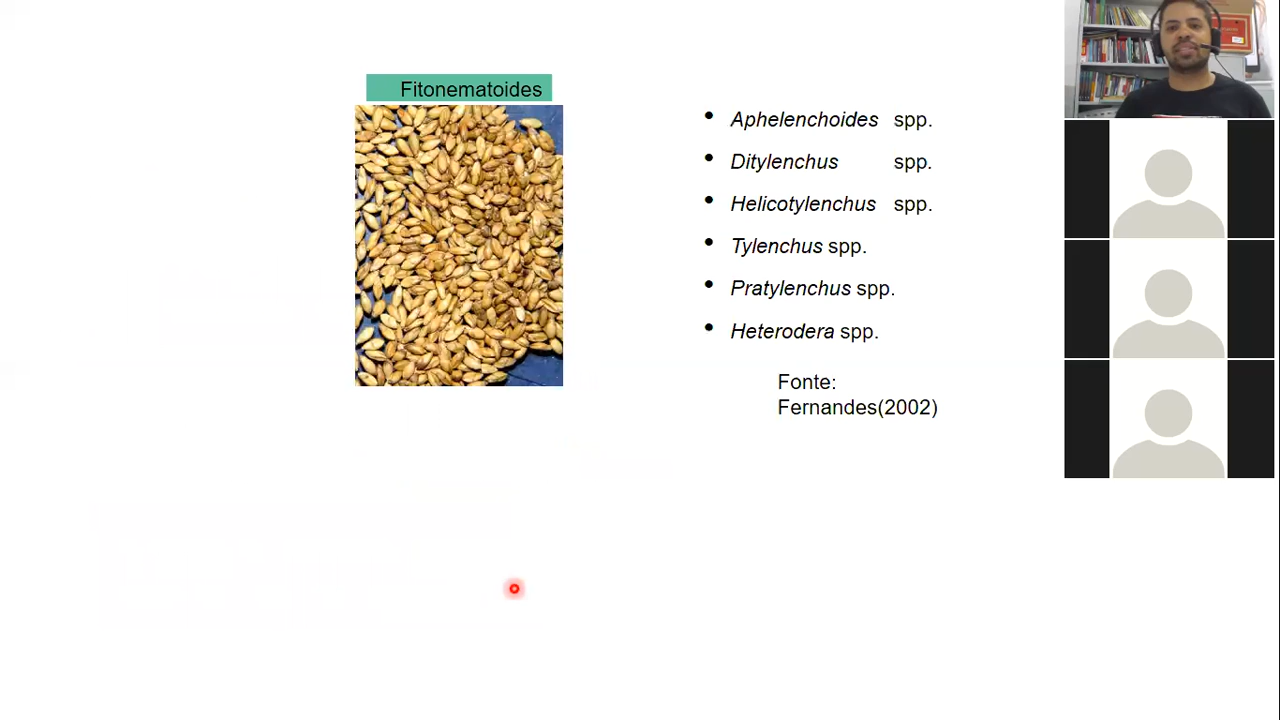 Fitonematoides
• Aphelenchoides spp.
• Ditylenchus spp.
• Helicotylenchus spp.
• Tylenchus spp.
• Pratylenchus spp.
• Heterodera spp.
Fonte:
Fernandes(2002)